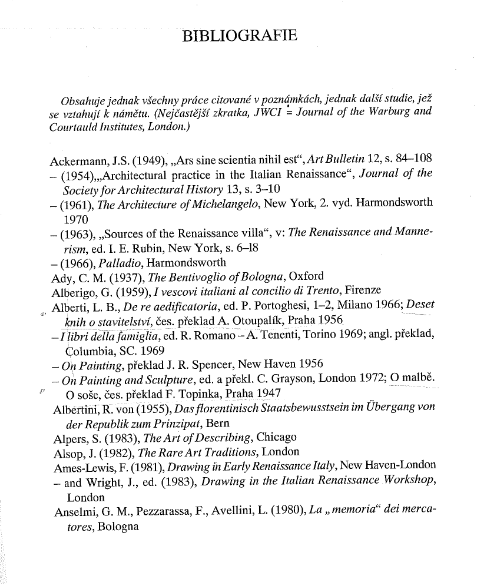 BIBLIOGRAFIE
Obsahuje jednak všechny práce citované v poznámkách, jednak další studie, jež
se vztahují k námětu. (Nejčastější zkratka, JWCI = Journal of the Warburg and
Courtauld Institutes, London.)
Ackermann, J.S. (1949), „Ars sine scientia nihil est“, Art Bulletin 12, s. 84–108
– (1954),„Architectural practice in the Italian Renaissance“, Journal of the
Society for Architectural History 13, s. 3–10
– (1961), The Architecture of Michelangelo, New York, 2. vyd. Harmondsworth
1970
– (1963), „Sources of the Renaissance villa“, v: The Renaissance and Manne-
rism, ed. I. E. Rubin, New York, s. 6–18
– (1966), Palladio, Harmondsworth
Ady, C. M. (1937), The Bentivoglio of Bologna, Oxford
Alberigo, G. (1959), I vescovi italiani al concilio di Trento, Firenze
Alberti, L. B., De re aedificatoria, ed. P. Portoghesi, 1–2, Milano 1966; Deset
knih o stavitelství, čes. překlad A. Otoupalík, Praha 1956
– I libri della famiglia, ed. R. Romano – A. Tenenti, Torino 1969; angl. překlad,
Columbia, SC. 1969
– On Painting, překlad J. R. Spencer, New Haven 1956
– On Painting and Sculpture, ed. a překl. C. Grayson, London 1972; O malbě.
O soše, čes. překlad F. Topinka, Praha 1947
Albertini, R. von (1955), Das florentinisch Staatsbewusstsein im Übergang von
der Republik zum Prinzipat, Bern
Alpers, S. (1983), The Art of Describing, Chicago
Alsop, J. (1982), The Rare Art Traditions, London
Ames-Lewis, F. (1981), Drawing in Early Renaissance Italy, New Haven-London
– and Wright, J., ed. (1983), Drawing in the Italian Renaissance Workshop,
London
Anselmi, G. M., Pezzarassa, F., Avellini, L. (1980), La „memoria“ dei merca-
tores, Bologna